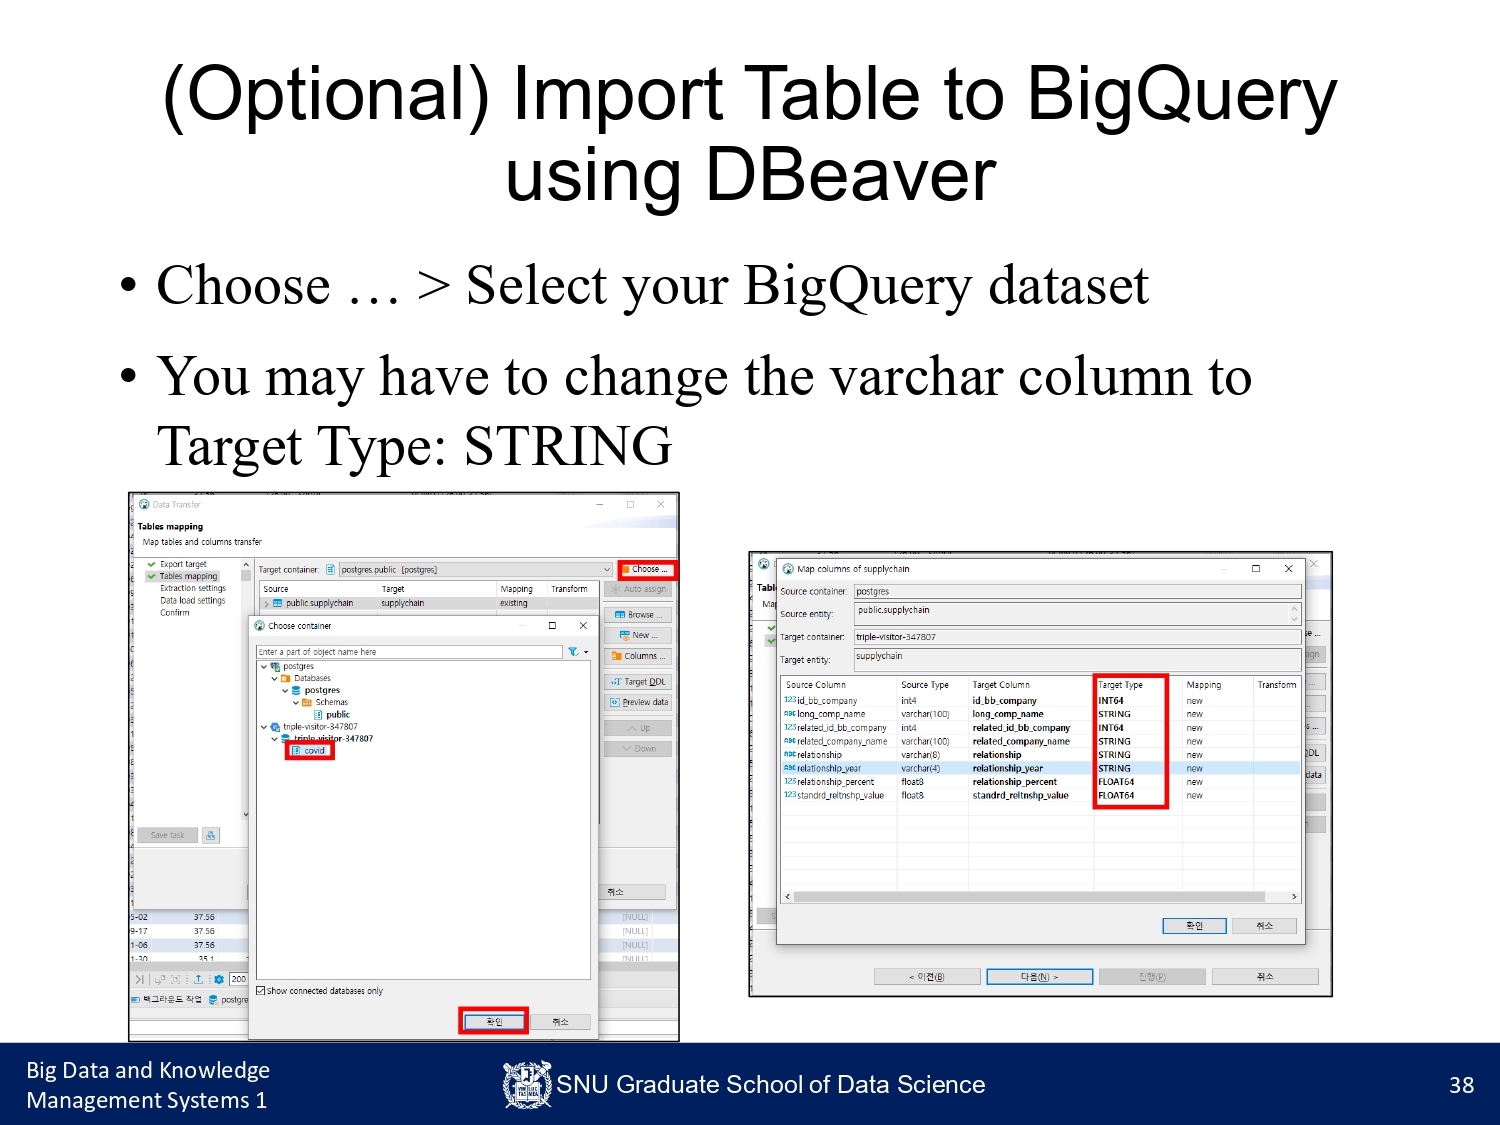 (Optional) Import Table to BigQuery
using DBeaver
• Choose … > Select your BigQuery dataset
• You may have to change the varchar column to
Target Type: STRING
Data Transfer
Tables mapping
Map tables and columns transfer
Export target
Tables mapping
Extraction settings
Data load settings
Confirm
Target container: postgres.public [postgres] Choose ...
Source Target Mapping Transform
Auto assign
public.supplychain supplychain existing
Browse ...
New ...
Columns ...
Target DDL
Preview data
Up
Down
Choose container
Enter a part of object name here
postgres
Databases
postgres
Schemas
public
triple-visitor-347807
triple-visitor-347807
covid
Save task
취소
5-02 37.56 [NULL]
9-17 37.56 [NULL]
1-06 37.56 [NULL]
1-30 35.1 [NULL]
200
백그라운드 작업 postgre
Show connected databases only
확인 취소
Map columns of supplychain
Source container: postgres
Source entity: public.supplychain
Target container: triple-visitor-347807
Target entity: supplychain
Source Column Source Type Target Column Target Type Mapping Transform
123 id_bb_company int4 id_bb_company INT64 new
ABC long_comp_name varchar(100) long_comp_name STRING new
123 related_id_bb_company int4 related_id_bb_company INT64 new
ABC related_company_name varchar(100) related_company_name STRING new
ABC relationship varchar(8) relationship STRING new
ABC relationship_year varchar(4) relationship_year STRING new
123 relationship_percent float8 relationship_percent FLOAT64 new
123 standrd_reltnshp_value float8 standrd_reltnshp_value FLOAT64 new
확인 취소
< 이전(B) 다음(N) > 진행(P) 취소
Big Data and Knowledge
Management Systems 1
SNU Graduate School of Data Science
38